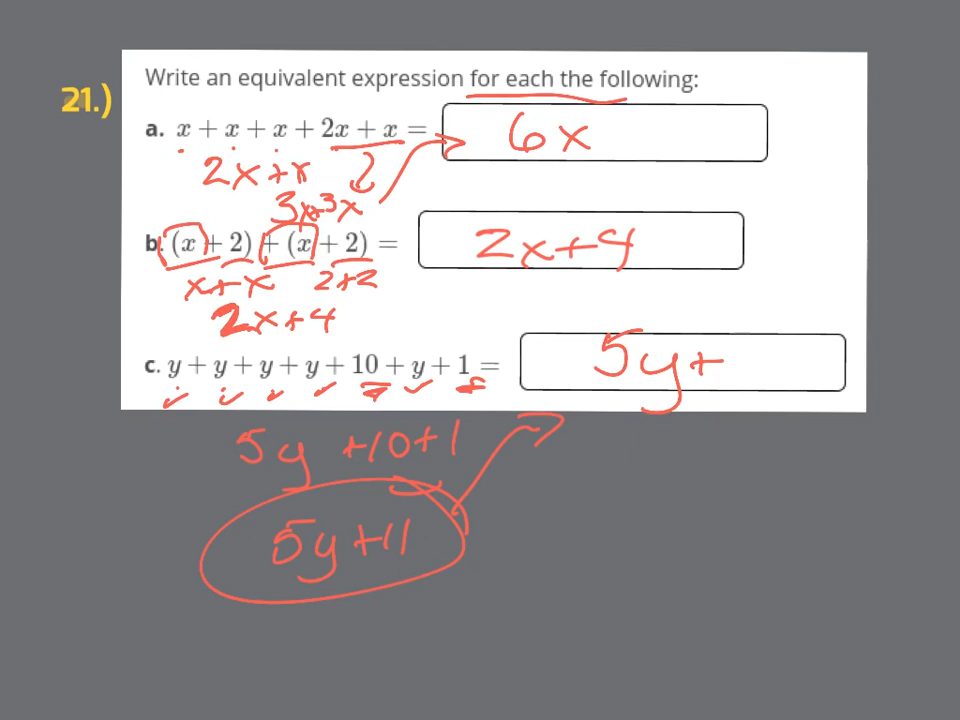 21.) Write an equivalent expression for each the following:
a. x + x + x + 2x + x = 6x
2x+x
3x+3x
b. (x + 2) + (x + 2) = 2x+4
x+x 2+2
2x+4
c. y + y + y + y + 10 + y + 1 = 5y+
5y +10+1
5y+11